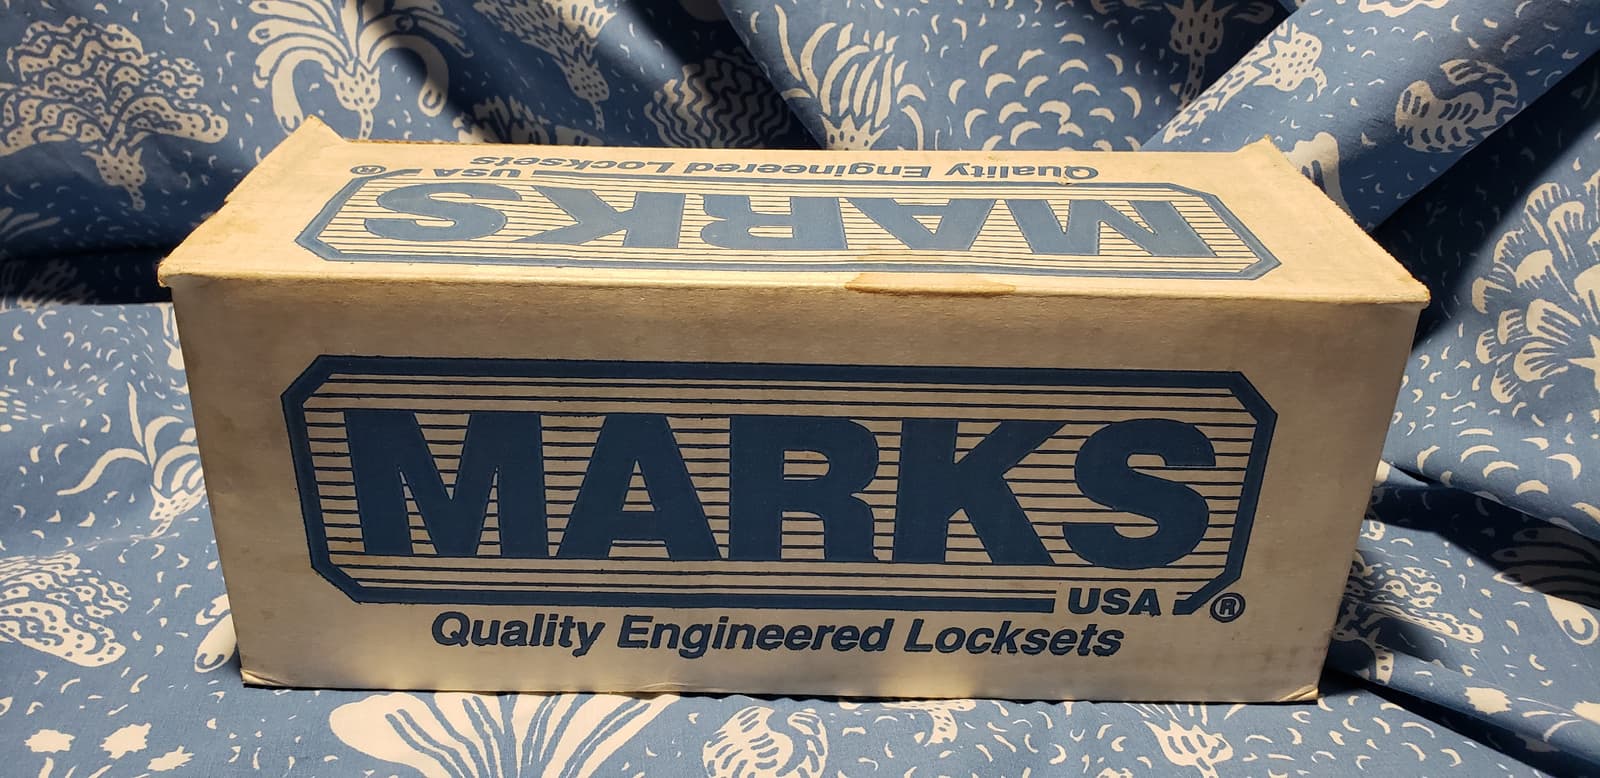 Quality Engineered Locksets
USA ®
MARKS
MARKS
USA ®
Quality Engineered Locksets